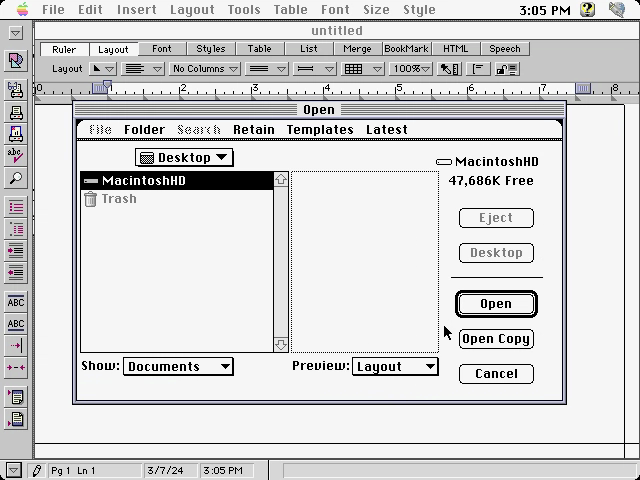 File Edit Insert Layout Tools Table Font Size Style 3:05 PM
untitled
Ruler Layout Font Styles Table List Merge BookMark HTML Speech
Layout No Columns 100%
0 1 2 3 4 5 6 7 8
Open
File Folder Search Retain Templates Latest
Desktop
MacintoshHD
MacintoshHD
47,686K Free
Trash
Eject
Desktop
Open
Open Copy
Show: Documents
Preview: Layout
Cancel
abc
ABC
ABC
Pg 1 Ln 1 3/7/24 3:05 PM